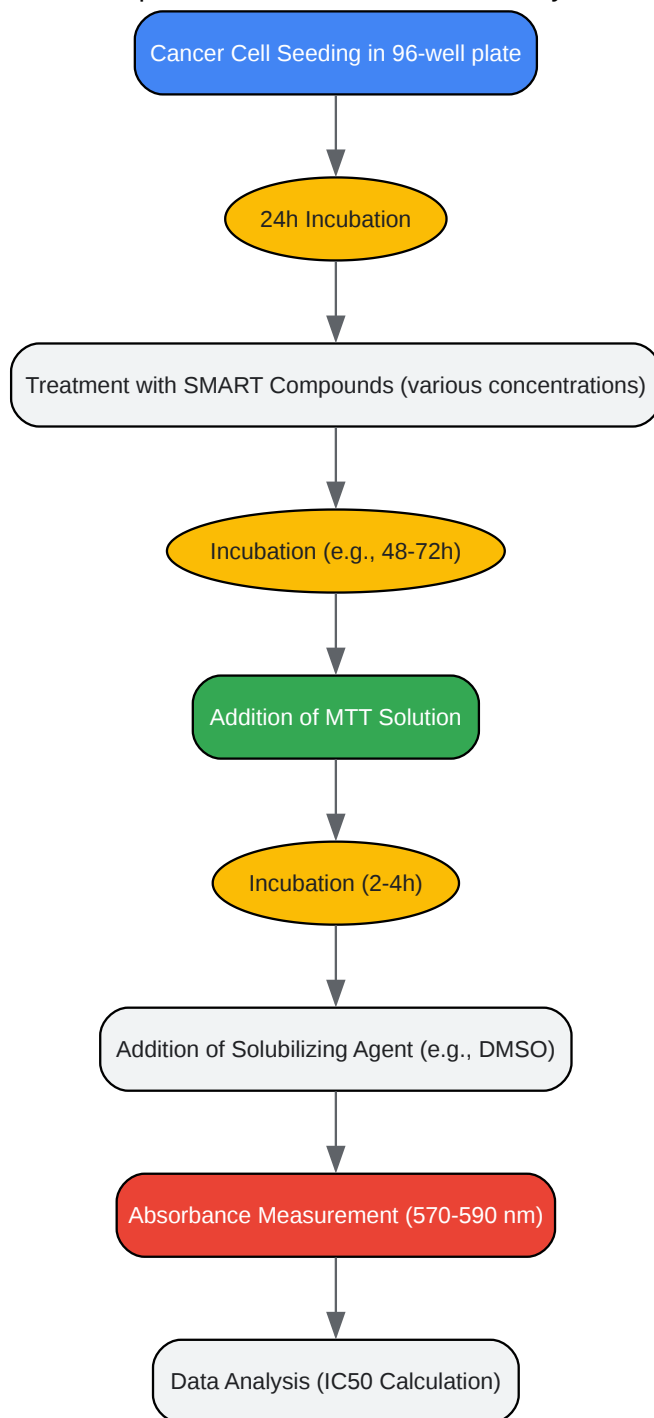 Cancer Cell Seeding in 96-well plate
24h Incubation
Treatment with SMART Compounds (various concentrations)
Incubation (e.g., 48-72h)
Addition of MTT Solution
Incubation (2-4h)
Addition of Solubilizing Agent (e.g., DMSO)
Absorbance Measurement (570-590 nm)
Data Analysis (IC50 Calculation)